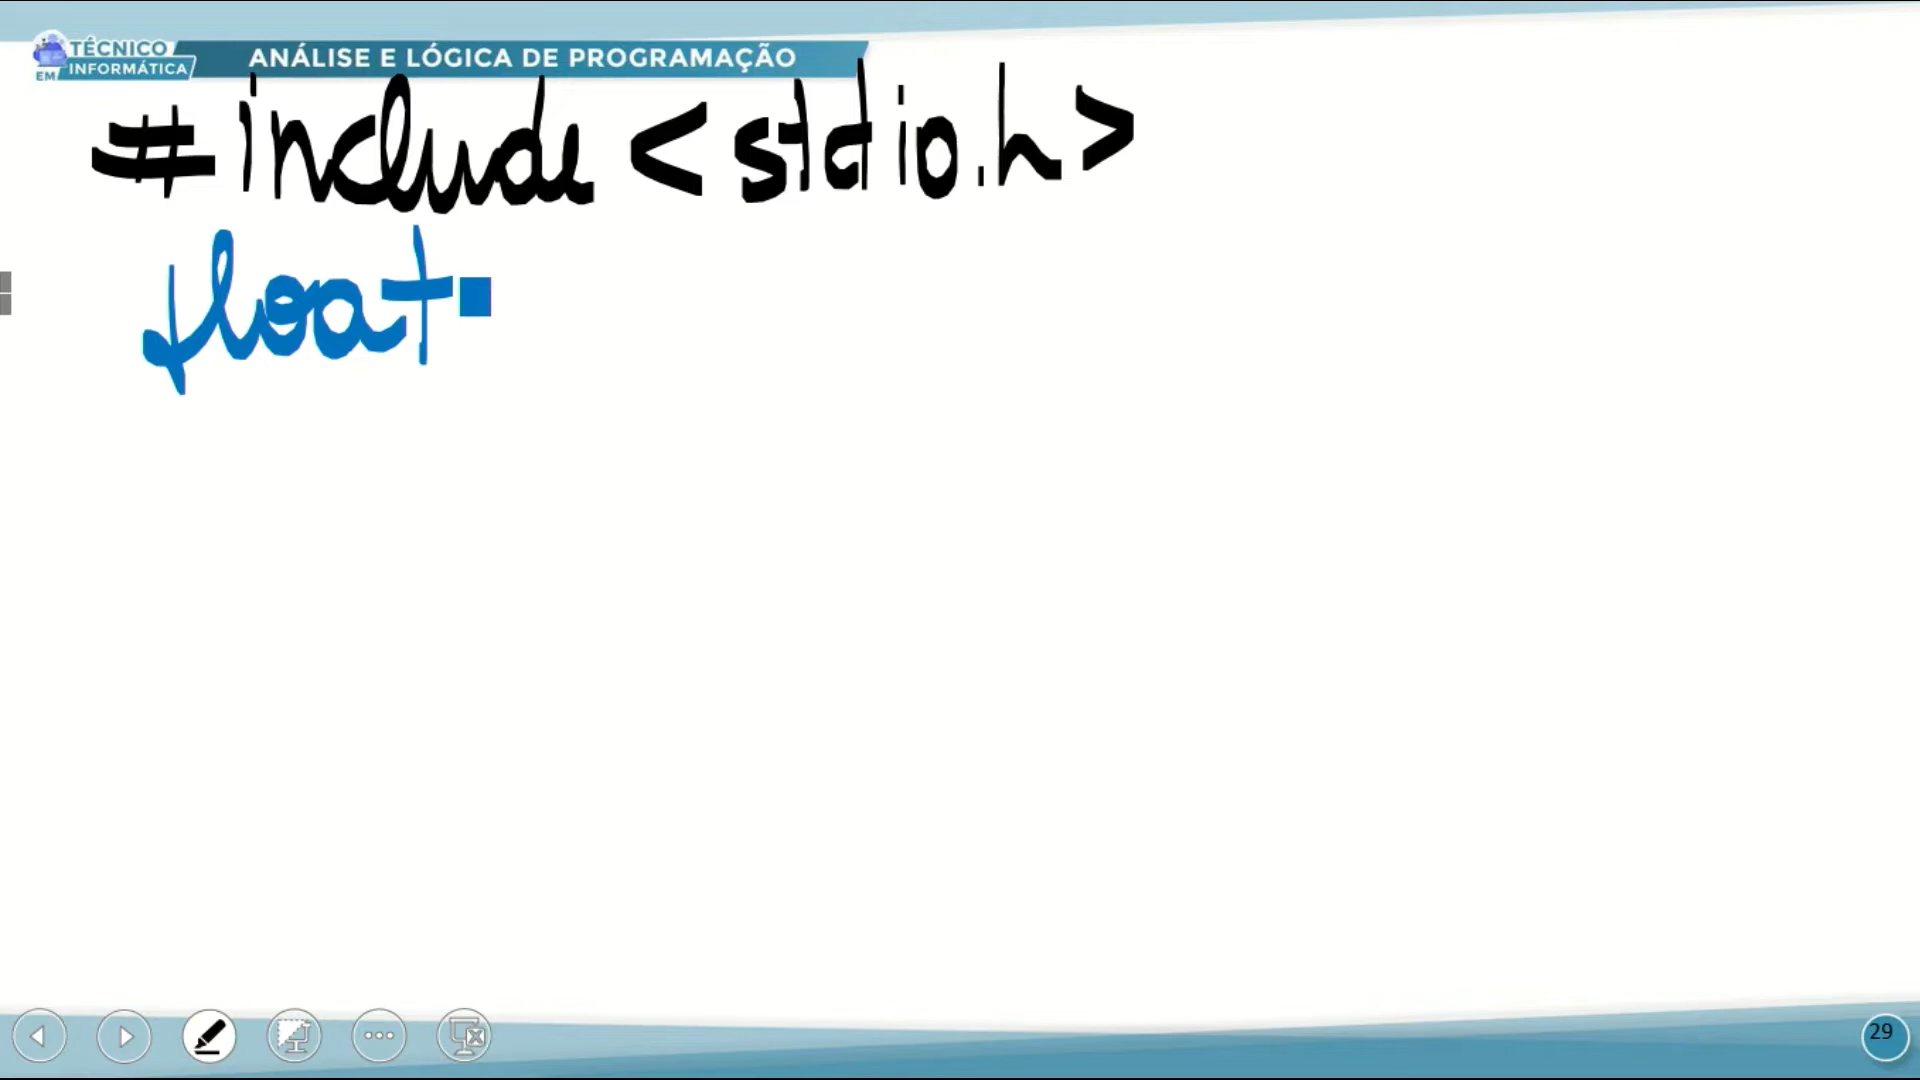 TÉCNICO
EM INFORMÁTICA
ANÁLISE E LÓGICA DE PROGRAMAÇÃO
#include <stdio.h>
float
29